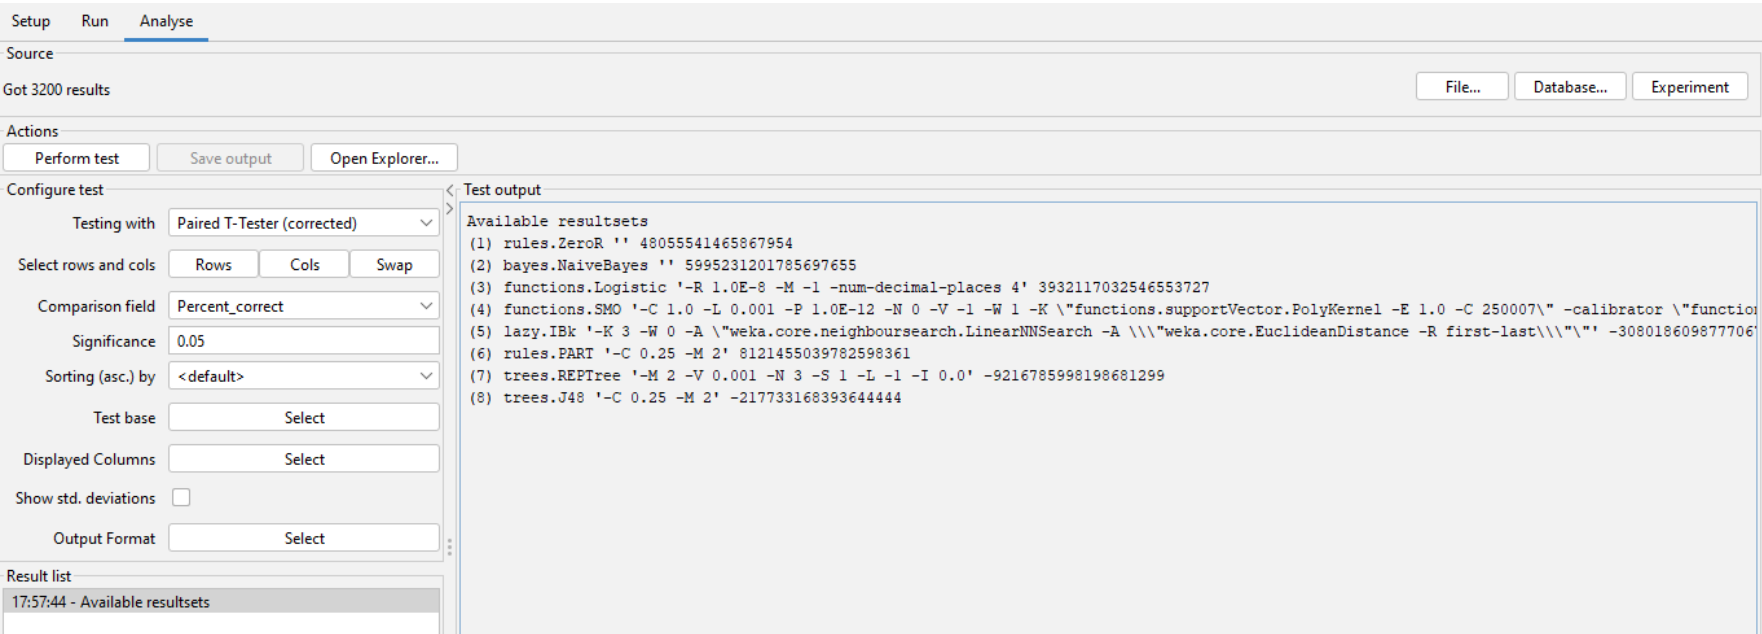 Setup Run Analyse
Source
Got 3200 results
File... Database... Experiment
Actions
Perform test Save output Open Explorer...
Configure test
Testing with Paired T-Tester (corrected)
Select rows and cols Rows Cols Swap
Comparison field Percent_correct
Significance 0.05
Sorting (asc.) by <default>
Test base Select
Displayed Columns Select
Show std. deviations
Output Format Select
Result list
17:57:44 - Available resultsets
Test output
Available resultsets
(1) rules.ZeroR '' 48055541465867954
(2) bayes.NaiveBayes '' 5995231201785697655
(3) functions.Logistic '-R 1.0E-8 -M -1 -num-decimal-places 4' 3932117032546553727
(4) functions.SMO '-C 1.0 -L 0.001 -P 1.0E-12 -N 0 -V -1 -W 1 -K \"functions.supportVector.PolyKernel -E 1.0 -C 250007\" -calibrator \"functio
(5) lazy.IBk '-K 3 -W 0 -A \"weka.core.neighboursearch.LinearNNSearch -A \\\"weka.core.EuclideanDistance -R first-last\\\"\"' -308018609877706
(6) rules.PART '-C 0.25 -M 2' 8121455039782598361
(7) trees.REPTree '-M 2 -V 0.001 -N 3 -S 1 -L -1 -I 0.0' -9216785998198681299
(8) trees.J48 '-C 0.25 -M 2' -217733168393644444